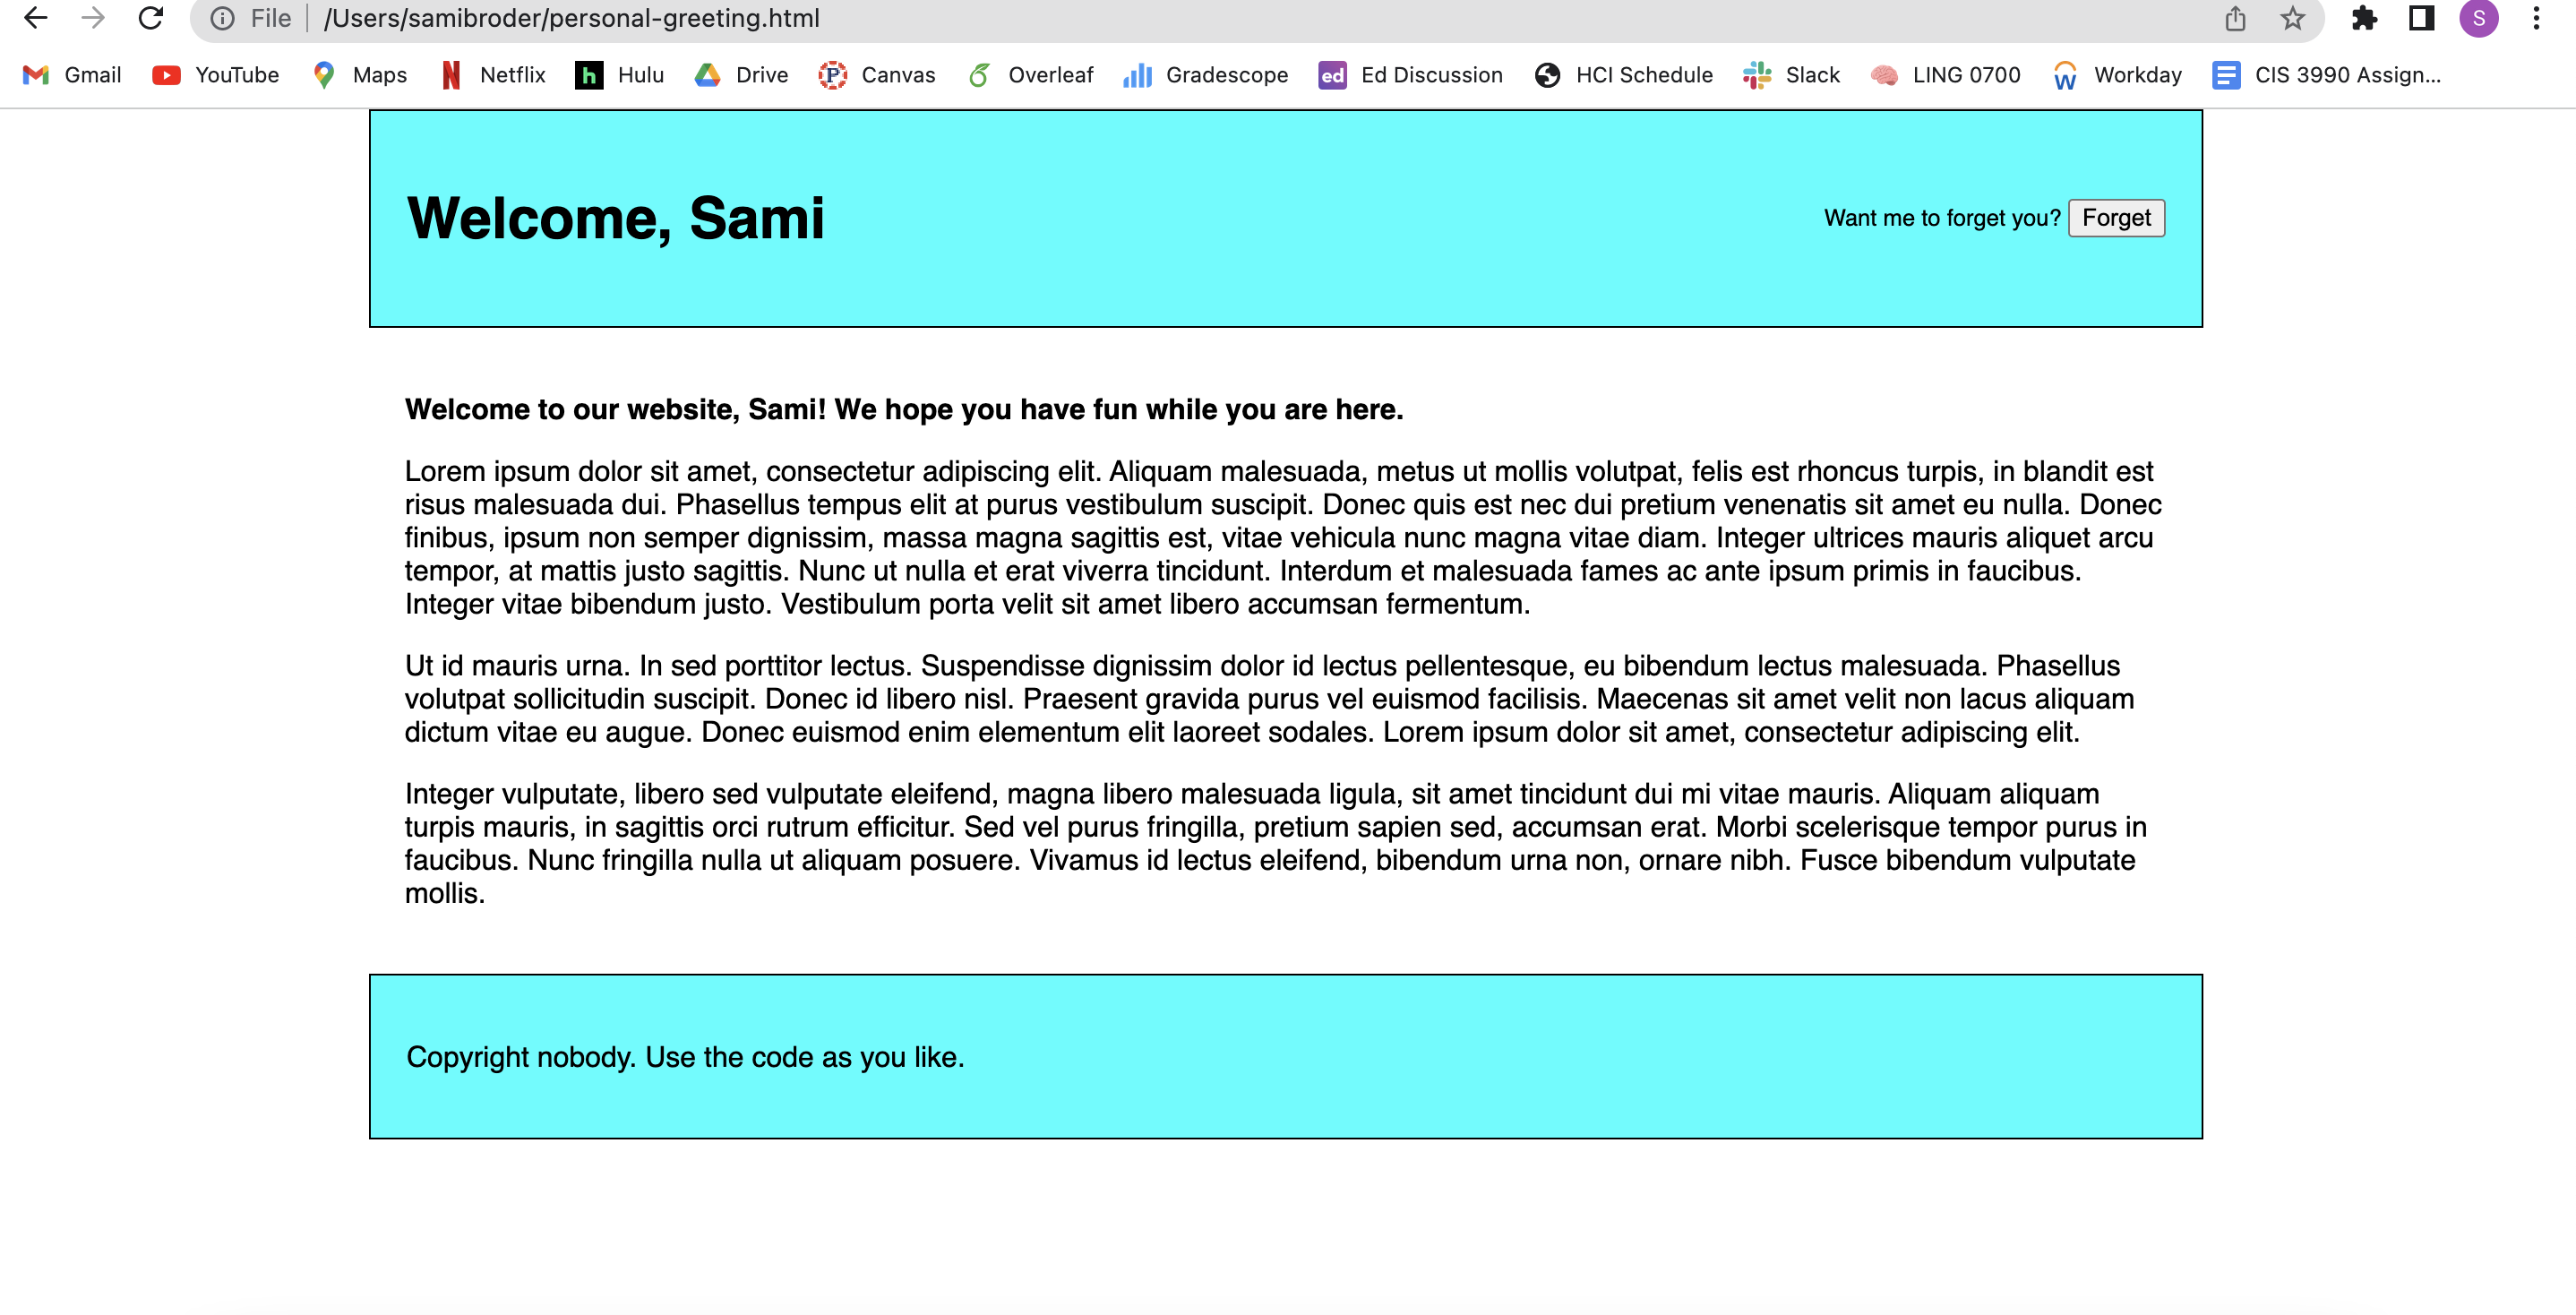 File /Users/samibroder/personal-greeting.html S
Gmail YouTube Maps N Netflix h Hulu Drive P Canvas Overleaf Gradescope ed Ed Discussion HCI Schedule Slack LING 0700 W Workday CIS 3990 Assign...
Welcome, Sami
Want me to forget you? Forget
Welcome to our website, Sami! We hope you have fun while you are here.
Lorem ipsum dolor sit amet, consectetur adipiscing elit. Aliquam malesuada, metus ut mollis volutpat, felis est rhoncus turpis, in blandit est
risus malesuada dui. Phasellus tempus elit at purus vestibulum suscipit. Donec quis est nec dui pretium venenatis sit amet eu nulla. Donec
finibus, ipsum non semper dignissim, massa magna sagittis est, vitae vehicula nunc magna vitae diam. Integer ultrices mauris aliquet arcu
tempor, at mattis justo sagittis. Nunc ut nulla et erat viverra tincidunt. Interdum et malesuada fames ac ante ipsum primis in faucibus.
Integer vitae bibendum justo. Vestibulum porta velit sit amet libero accumsan fermentum.
Ut id mauris urna. In sed porttitor lectus. Suspendisse dignissim dolor id lectus pellentesque, eu bibendum lectus malesuada. Phasellus
volutpat sollicitudin suscipit. Donec id libero nisl. Praesent gravida purus vel euismod facilisis. Maecenas sit amet velit non lacus aliquam
dictum vitae eu augue. Donec euismod enim elementum elit laoreet sodales. Lorem ipsum dolor sit amet, consectetur adipiscing elit.
Integer vulputate, libero sed vulputate eleifend, magna libero malesuada ligula, sit amet tincidunt dui mi vitae mauris. Aliquam aliquam
turpis mauris, in sagittis orci rutrum efficitur. Sed vel purus fringilla, pretium sapien sed, accumsan erat. Morbi scelerisque tempor purus in
faucibus. Nunc fringilla nulla ut aliquam posuere. Vivamus id lectus eleifend, bibendum urna non, ornare nibh. Fusce bibendum vulputate
mollis.
Copyright nobody. Use the code as you like.